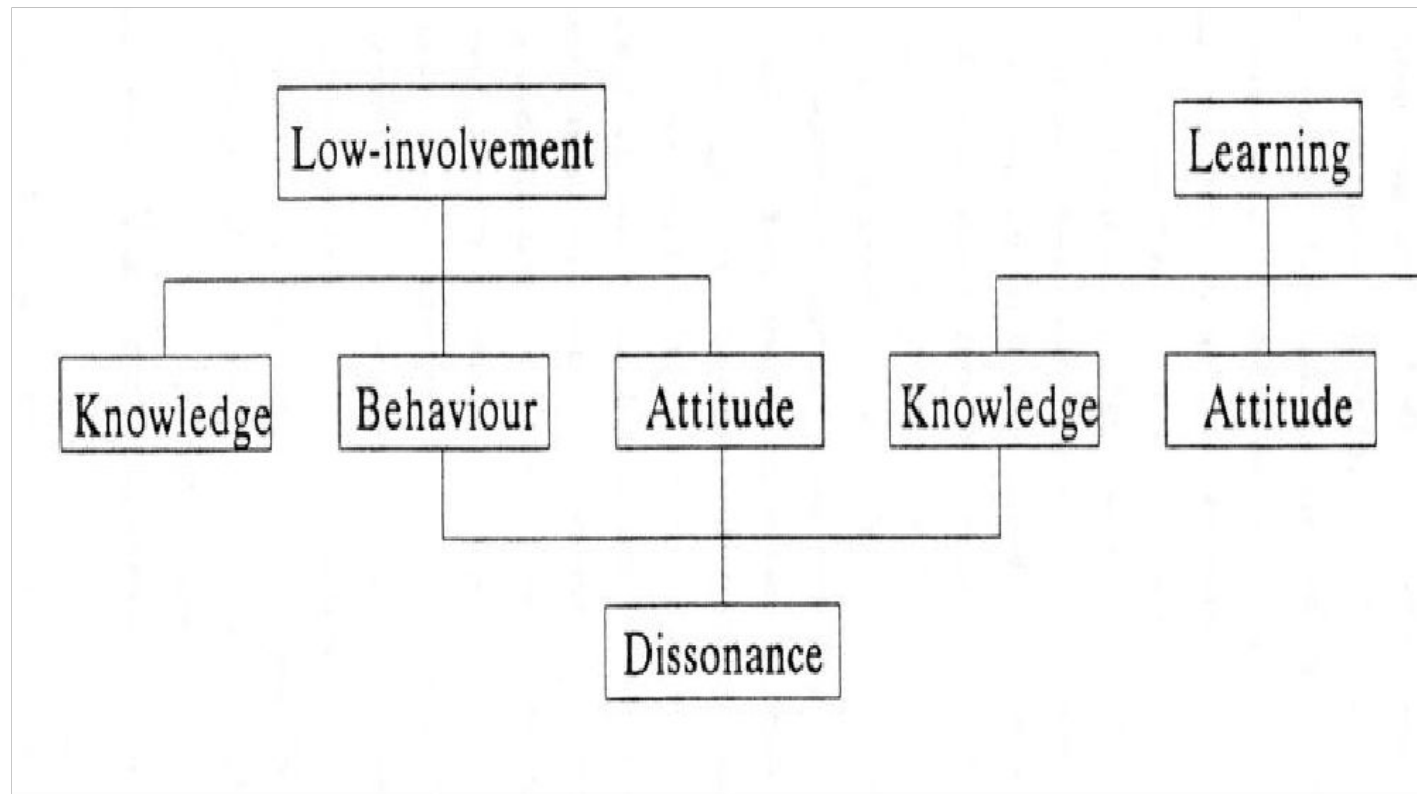 Low-involvement
Learning
Knowledge
Behaviour
Attitude
Knowledge
Attitude
Dissonance